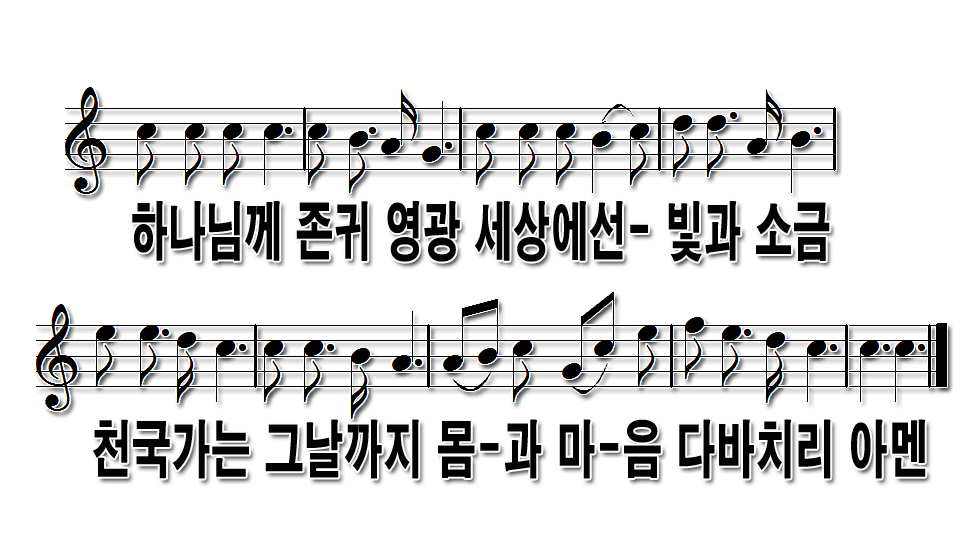 하나님께 존귀 영광 세상에선- 빛과 소금
천국가는 그날까지 몸-과 마-음 다바치리 아멘